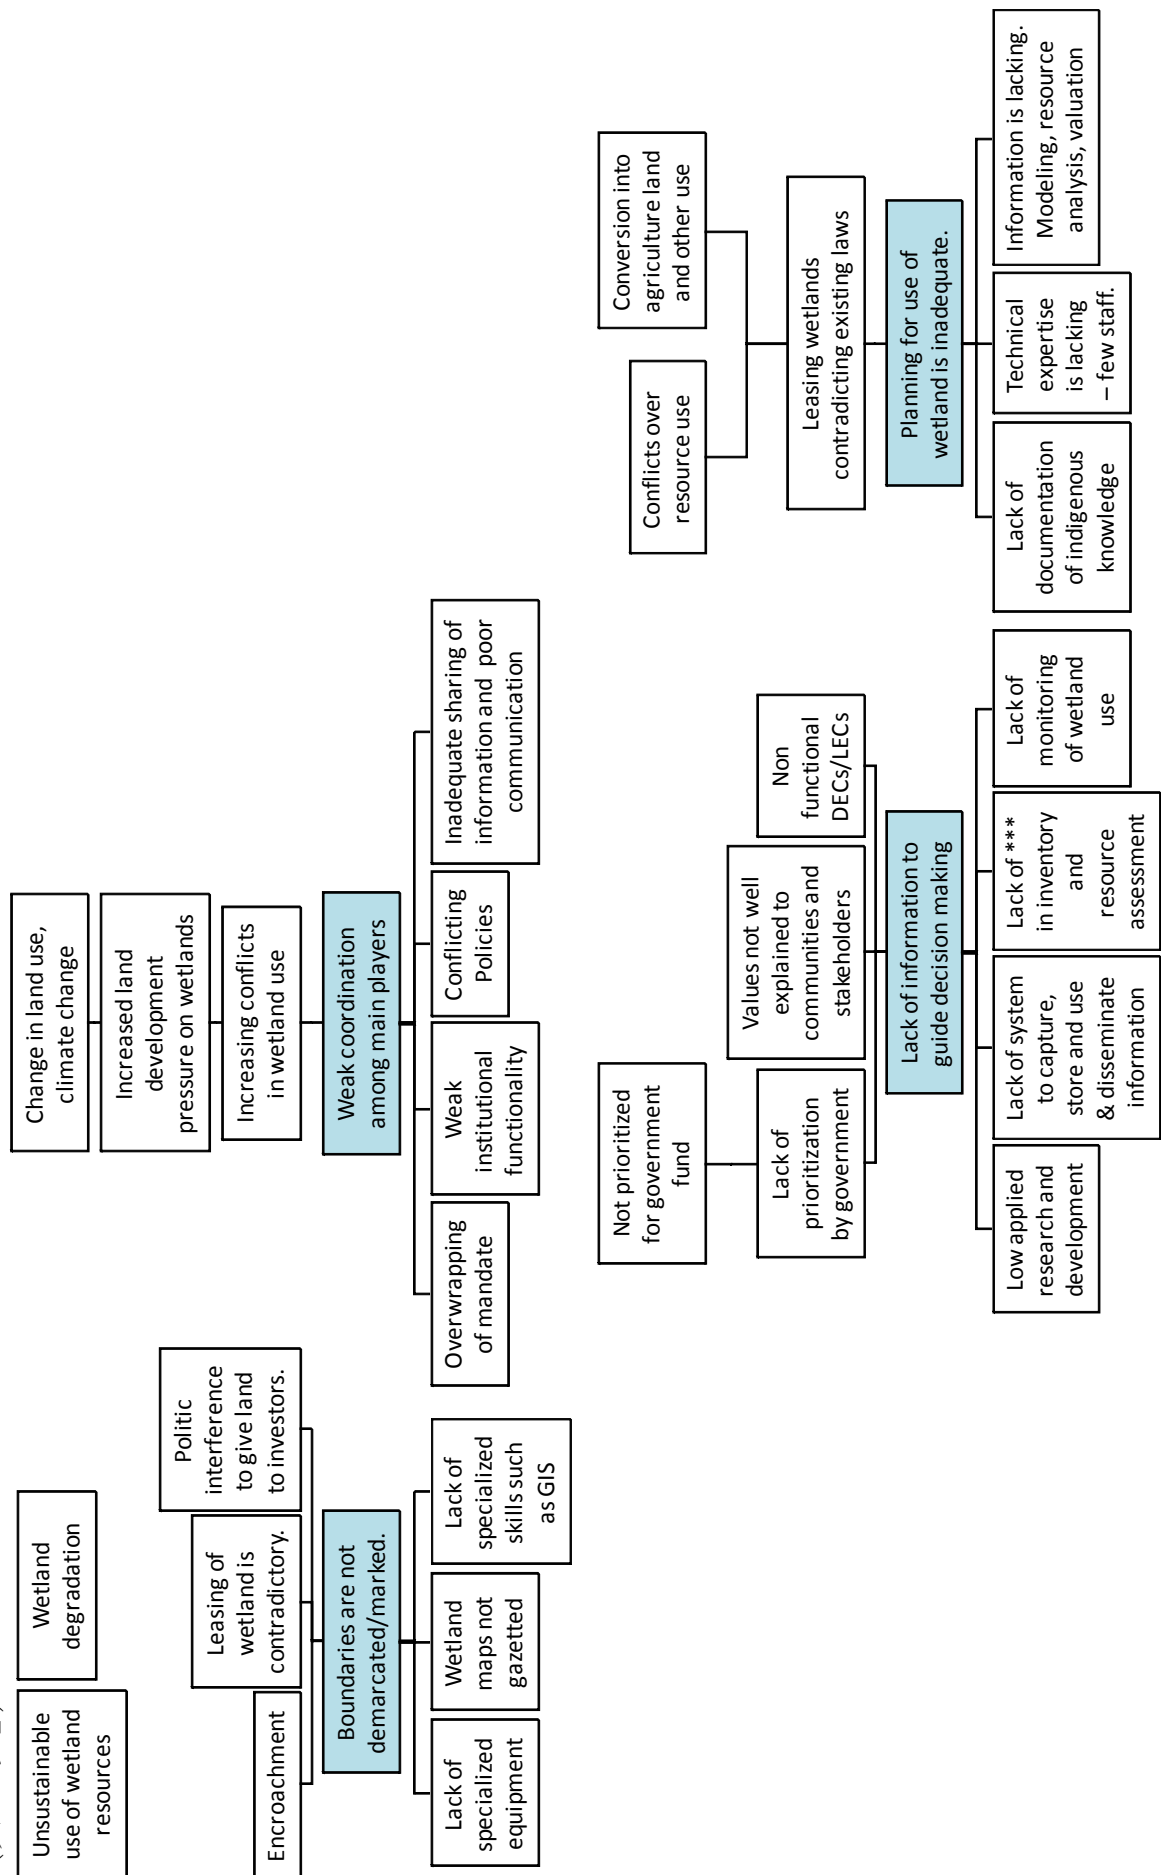 Unsustainable
use of wetland
resources
Wetland
degradation
Encroachment
Leasing of
wetland is
contradictory.
Politic
interference
to give land
to investors.
Boundaries are not
demarcated/marked.
Lack of
specialized
equipment
Wetland
maps not
gazetted
Lack of
specialized
skills such
as GIS
Change in land use,
climate change
Increased land
development
pressure on wetlands
Increasing conflicts
in wetland use
Weak coordination
among main players
Overwrapping
of mandate
Weak
institutional
functionality
Conflicting
Policies
Inadequate sharing of
information and poor
communication
Not prioritized
for government
fund
Lack of
prioritization
by government
Values not well
explained to
communities and
stakeholders
Non
functional
DECs/LECs
Lack of information to
guide decision making
Low applied
research and
development
Lack of system
to capture,
store and use
& disseminate
information
Lack of ***
in inventory
and
resource
assessment
Lack of
monitoring
of wetland
use
Conflicts over
resource use
Conversion into
agriculture land
and other use
Leasing wetlands
contradicting existing laws
Planning for use of
wetland is inadequate.
Lack of
documentation
of indigenous
knowledge
Technical
expertise
is lacking
– few staff.
Information is lacking.
Modeling, resource
analysis, valuation